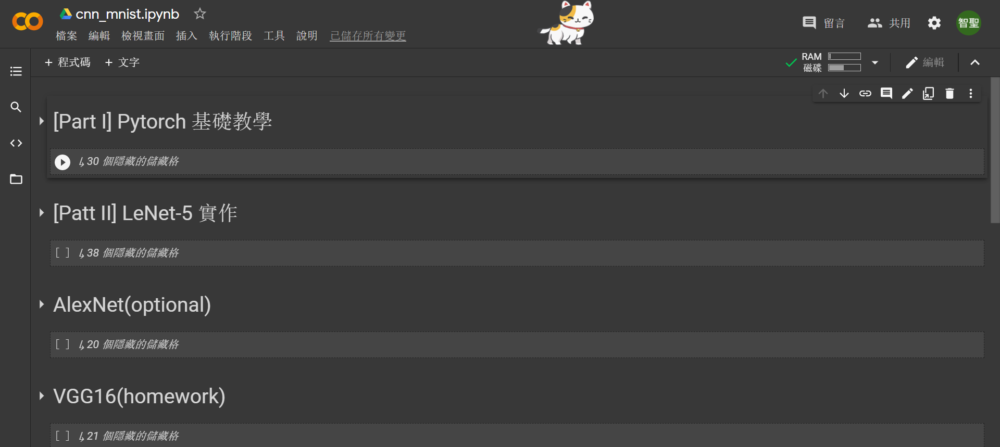 cnn_mnist.ipynb
檔案 編輯 檢視畫面 插入 執行階段 工具 說明 已儲存所有變更
留言 共用 智聖
+ 程式碼 + 文字
RAM
磁碟
編輯
[Part I] Pytorch 基礎教學
↳ 30 個隱藏的儲藏格
[Patt II] LeNet-5 實作
[ ] ↳ 38 個隱藏的儲藏格
AlexNet(optional)
[ ] ↳ 20 個隱藏的儲藏格
VGG16(homework)
[ ] ↳ 21 個隱藏的儲藏格